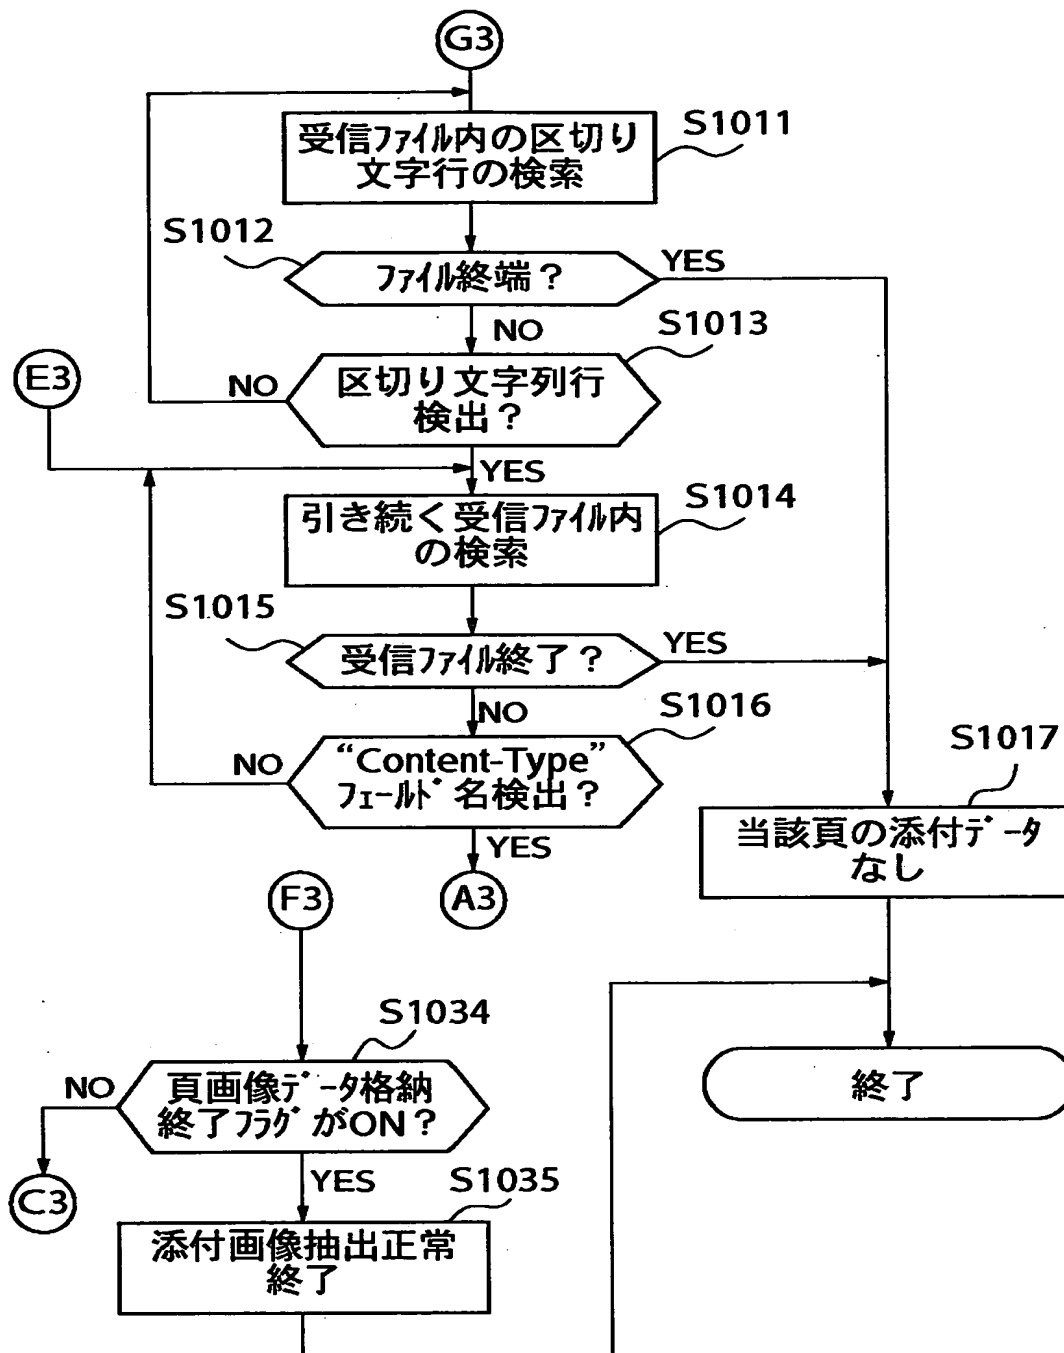 G3
受信ファイル内の区切り
文字行の検索
S1011
S1012
ファイル終端？
YES
NO
S1013
E3
NO
区切り文字列行
検出？
YES
S1014
引き続く受信ファイル内
の検索
S1015
受信ファイル終了？
YES
NO
S1016
NO
“Content-Type”
フィールド名検出？
YES
S1017
当該頁の添付データ
なし
F3
A3
S1034
NO
頁画像データ格納
終了フラグがON？
終了
YES
C3
S1035
添付画像抽出正常
終了